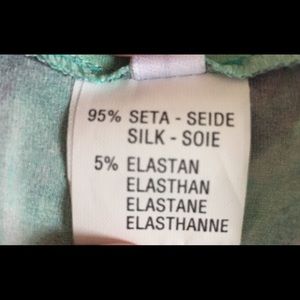 95% SETA - SEIDE
SILK - SOIE
5% ELASTAN
ELASTHAN
ELASTANE
ELASTHANNE